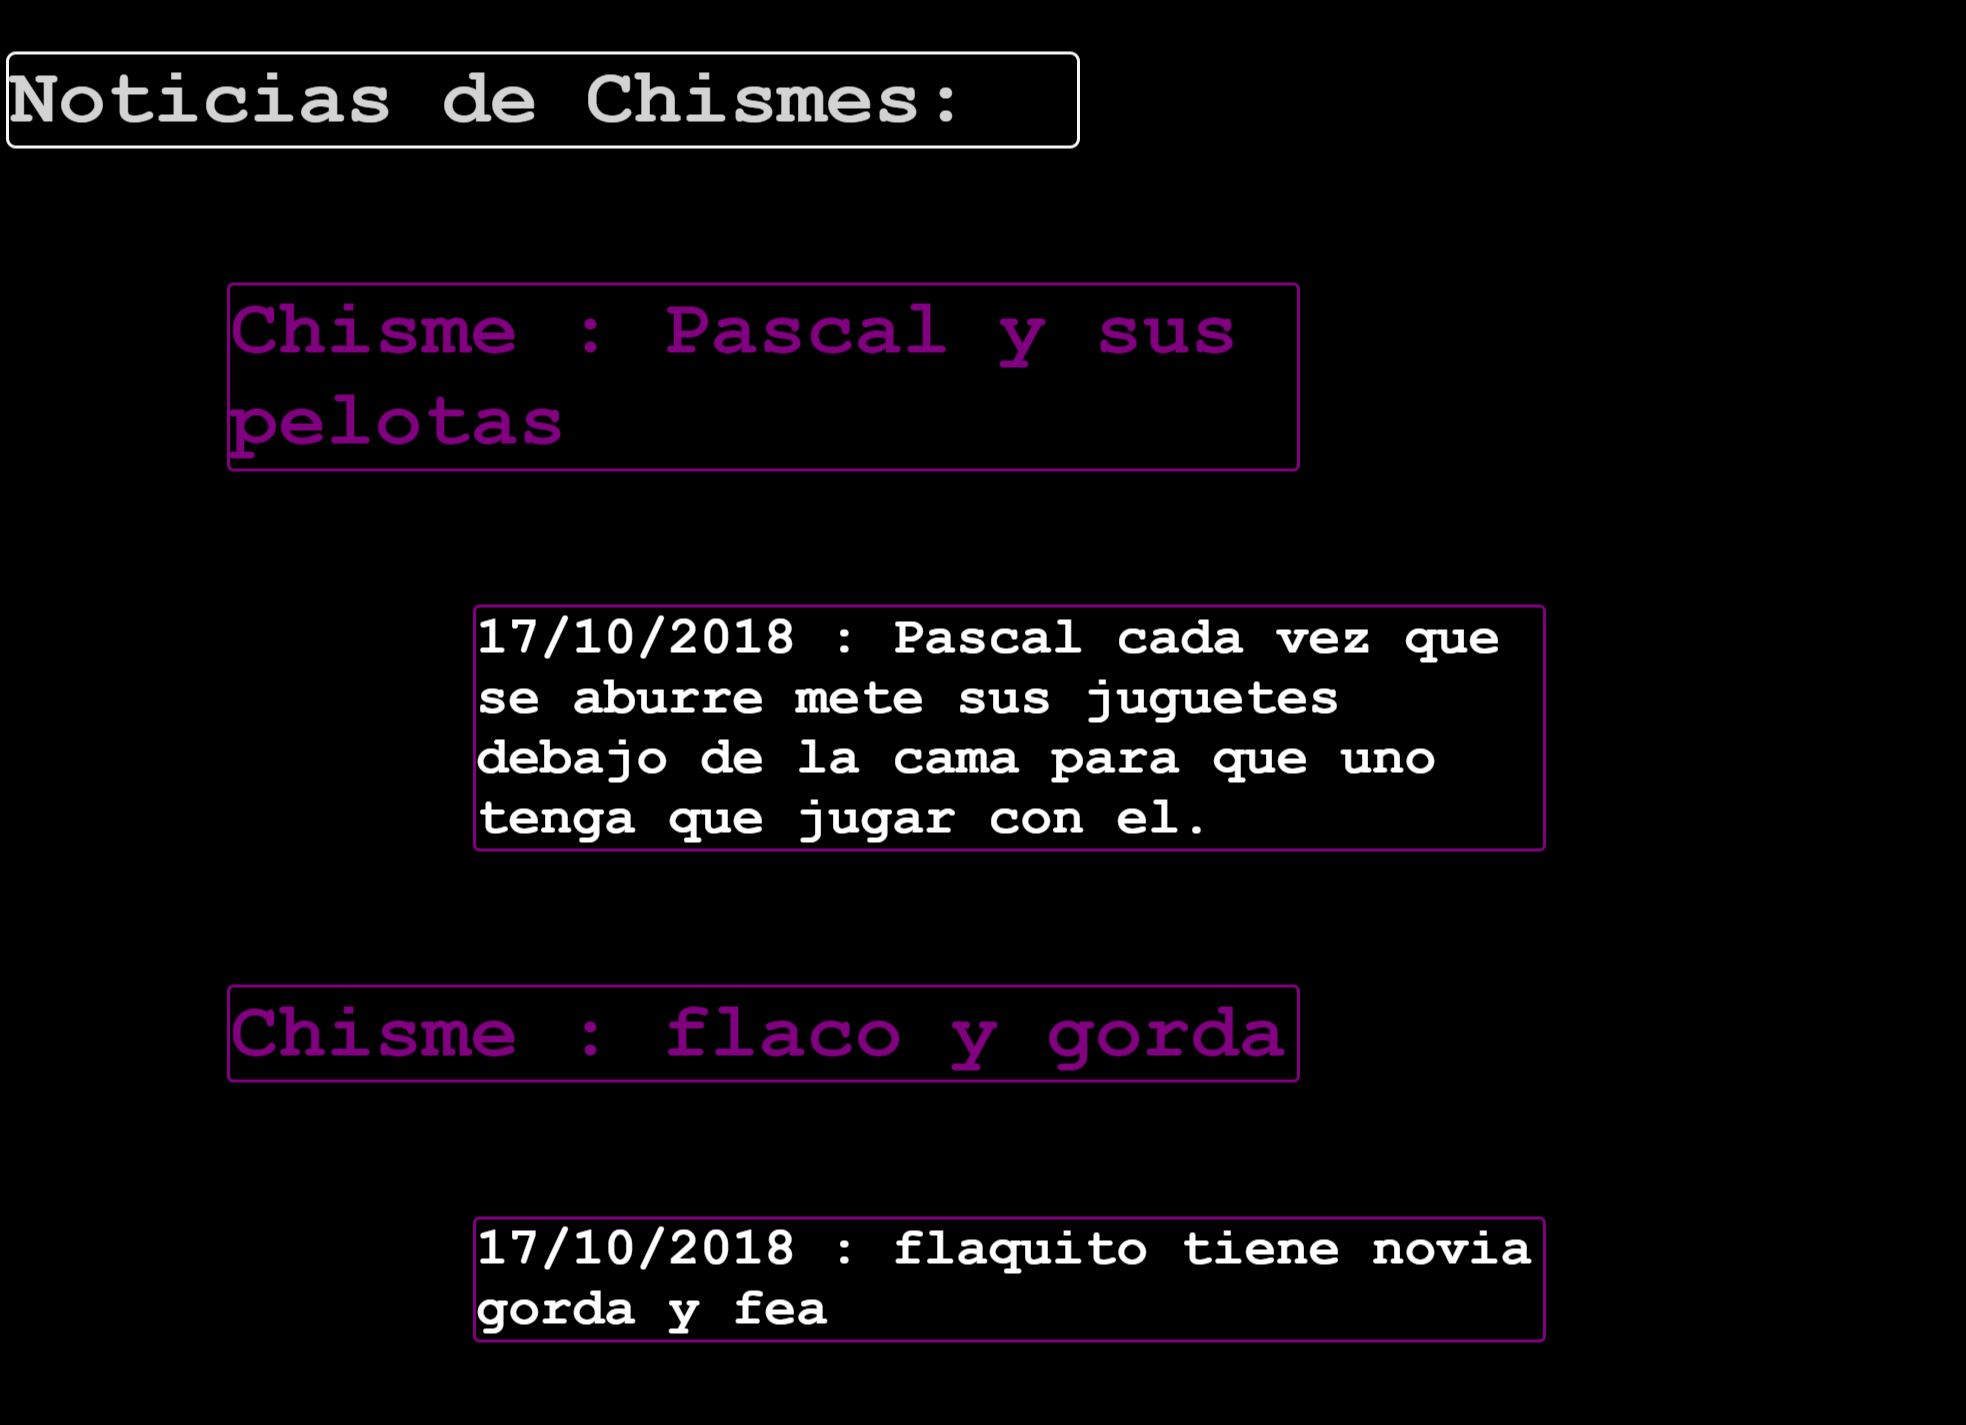 Noticias de Chismes:
Chisme : Pascal y sus
pelotas
17/10/2018 : Pascal cada vez que
se aburre mete sus juguetes
debajo de la cama para que uno
tenga que jugar con el.
Chisme : flaco y gorda
17/10/2018 : flaquito tiene novia
gorda y fea